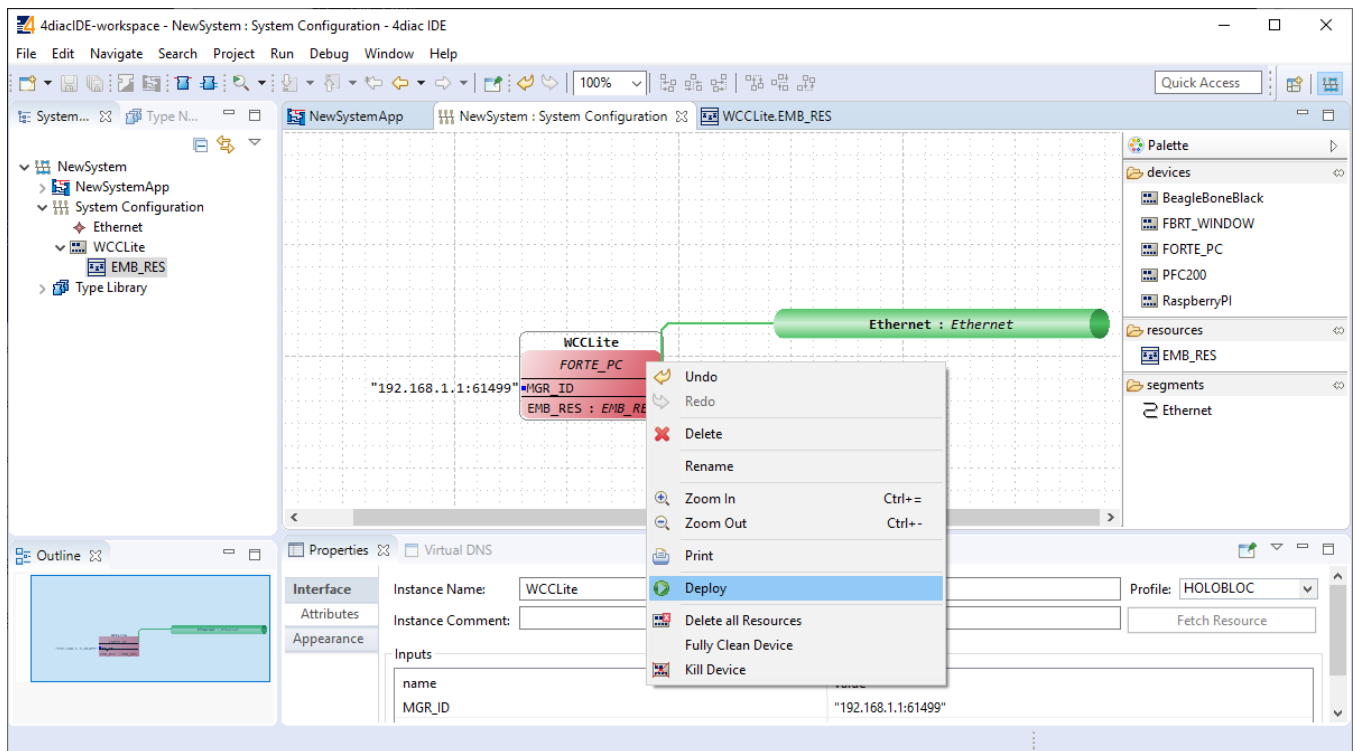 4diacIDE-workspace - NewSystem : System Configuration - 4diac IDE
File Edit Navigate Search Project Run Debug Window Help
100%
Quick Access
System... Type N...
NewSystem
NewSystemApp
System Configuration
Ethernet
WCCLite
EMB_RES
Type Library
NewSystemApp NewSystem : System Configuration WCCLite.EMB_RES
Ethernet : Ethernet
WCCLite
FORTE_PC
"192.168.1.1:61499" MGR_ID
EMB_RES : EMB_RE
Undo
Redo
Delete
Rename
Zoom In Ctrl+=
Zoom Out Ctrl+-
Print
Deploy
Delete all Resources
Fully Clean Device
Kill Device
Palette
devices
BeagleBoneBlack
FBRT_WINDOW
FORTE_PC
PFC200
RaspberryPI
resources
EMB_RES
segments
Ethernet
Outline
Properties Virtual DNS
Interface
Attributes
Appearance
Instance Name: WCCLite
Profile: HOLOBLOC
Instance Comment:
Fetch Resource
Inputs
name
MGR_ID "192.168.1.1:61499"